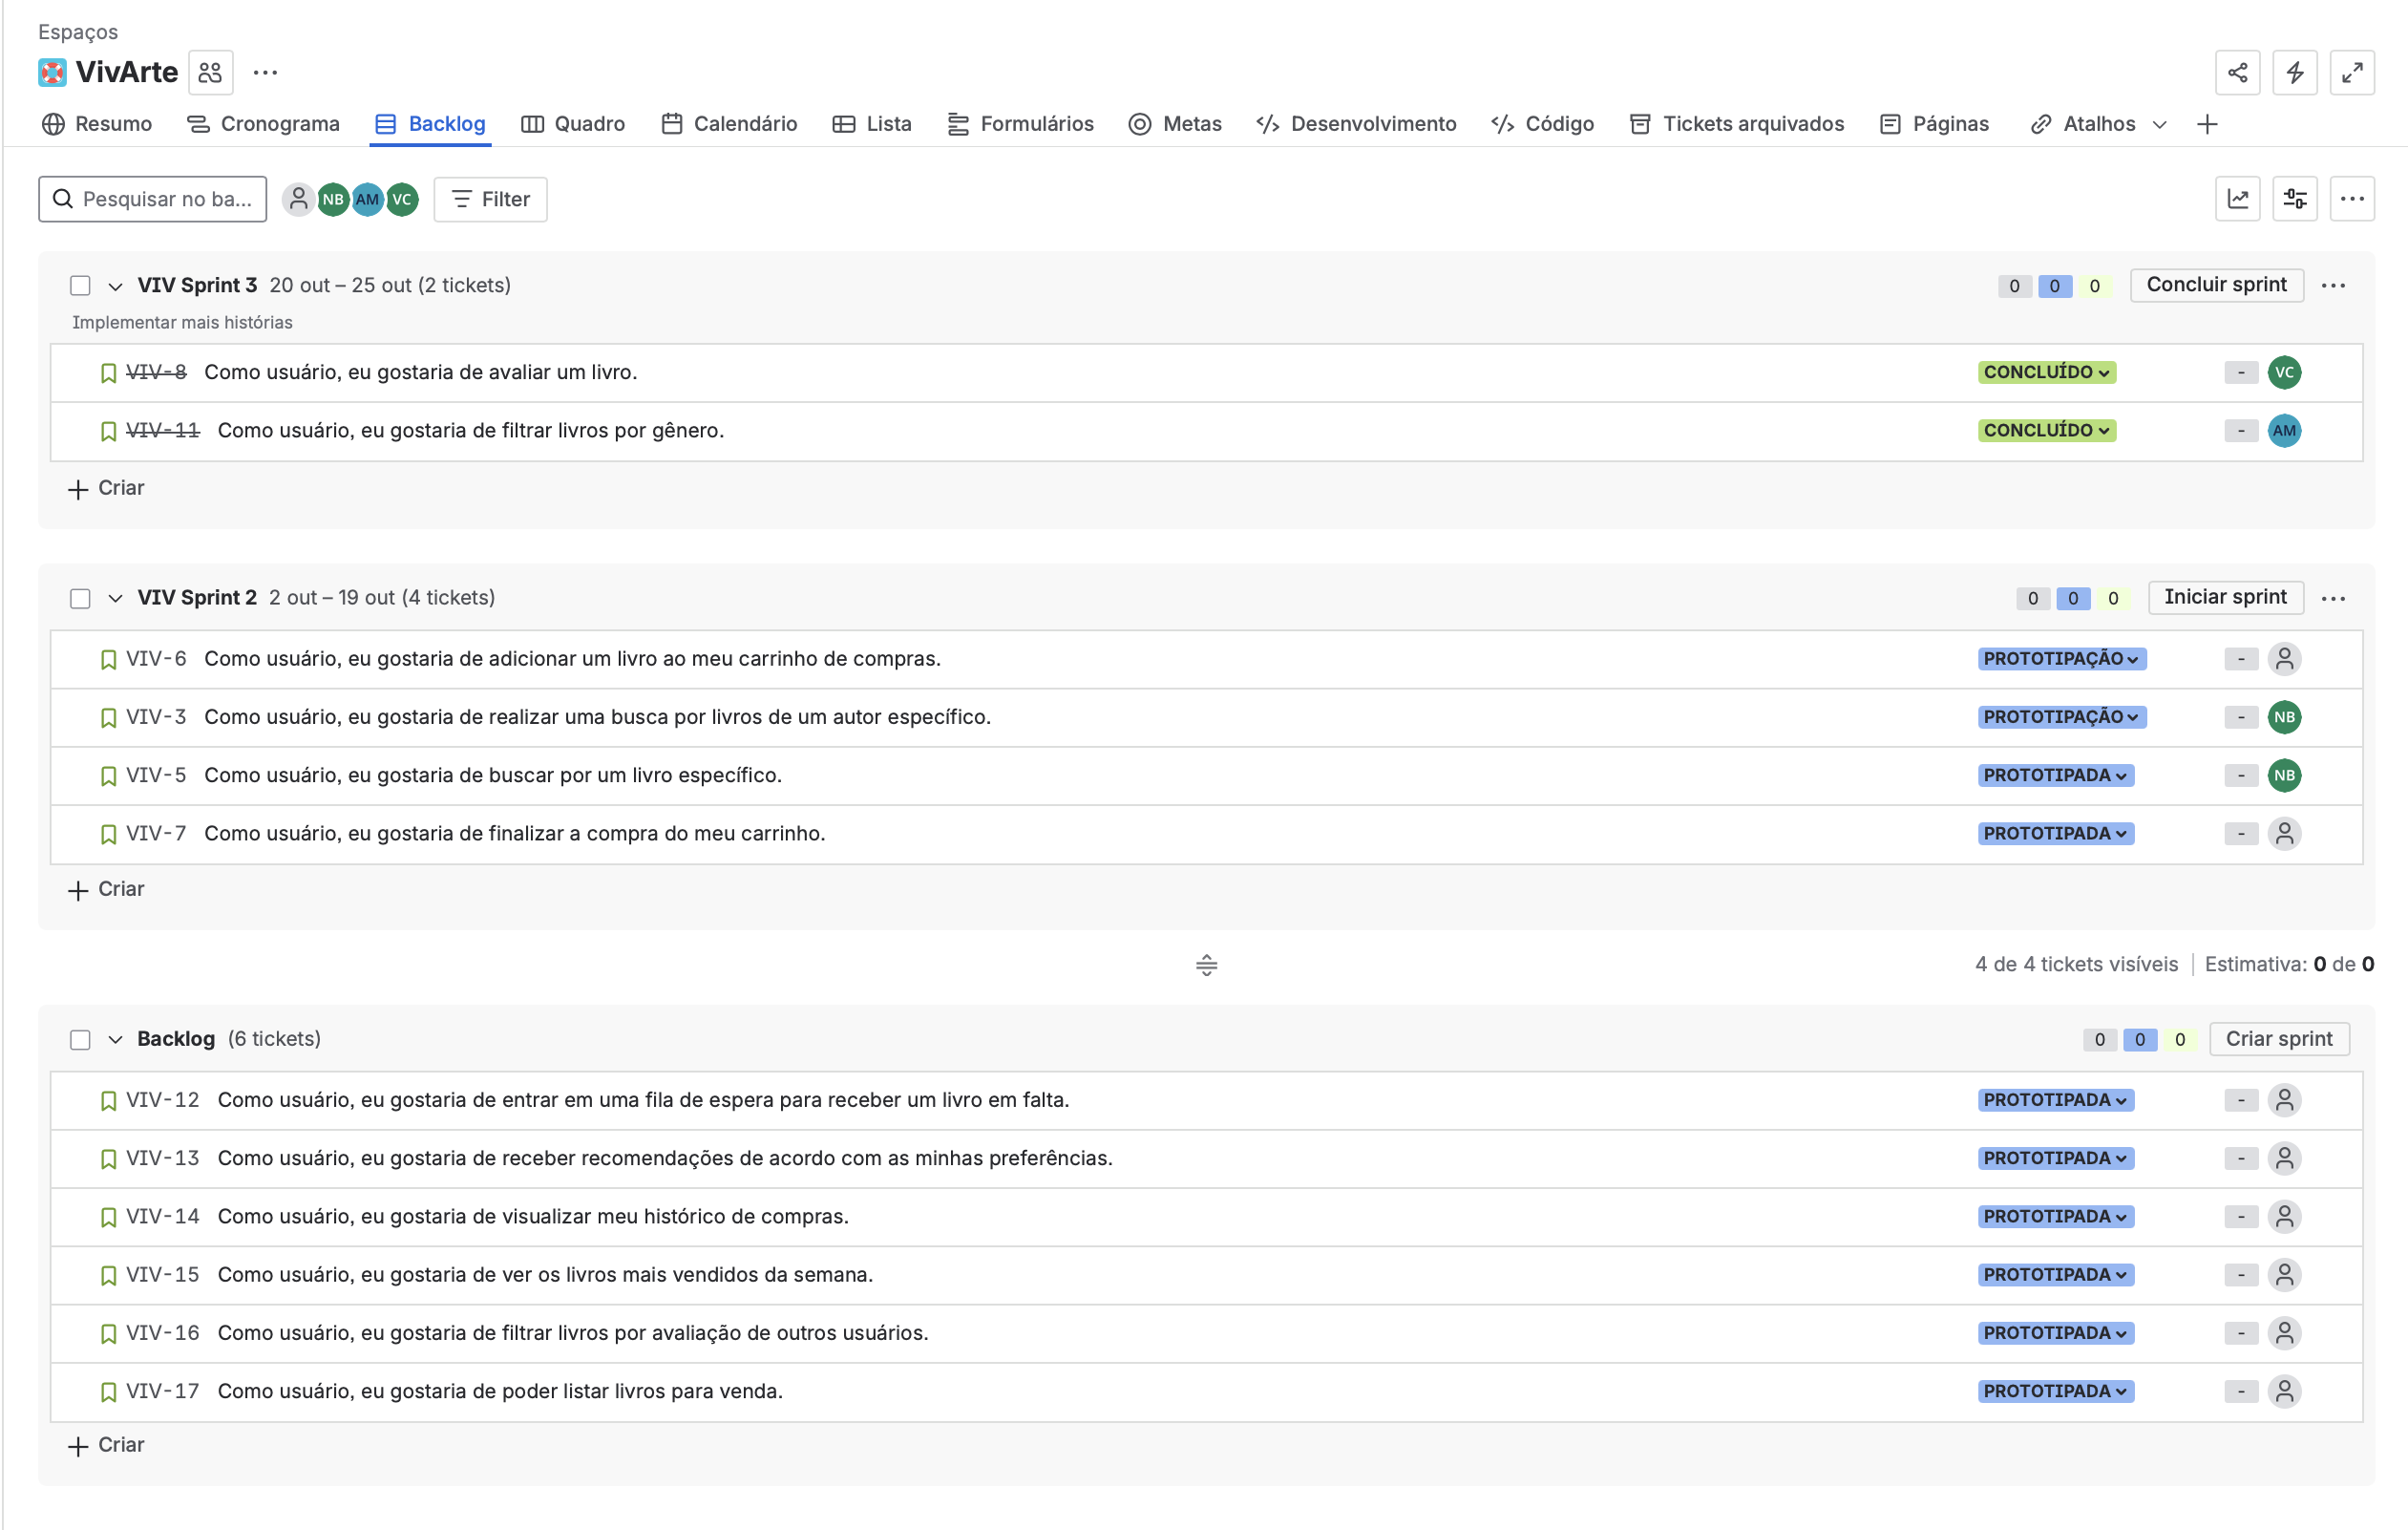 Espaços
VivArte
Resumo Cronograma Backlog Quadro Calendário Lista Formulários Metas Desenvolvimento Código Tickets arquivados Páginas Atalhos
Pesquisar no ba... NB AM VC Filter
VIV Sprint 3 20 out – 25 out (2 tickets) 0 0 0 Concluir sprint
Implementar mais histórias
VIV-8 Como usuário, eu gostaria de avaliar um livro. CONCLUÍDO - VC
VIV-11 Como usuário, eu gostaria de filtrar livros por gênero. CONCLUÍDO - AM
Criar
VIV Sprint 2 2 out – 19 out (4 tickets) 0 0 0 Iniciar sprint
VIV-6 Como usuário, eu gostaria de adicionar um livro ao meu carrinho de compras. PROTOTIPAÇÃO -
VIV-3 Como usuário, eu gostaria de realizar uma busca por livros de um autor específico. PROTOTIPAÇÃO - NB
VIV-5 Como usuário, eu gostaria de buscar por um livro específico. PROTOTIPADA - NB
VIV-7 Como usuário, eu gostaria de finalizar a compra do meu carrinho. PROTOTIPADA -
Criar
4 de 4 tickets visíveis Estimativa: 0 de 0
Backlog (6 tickets) 0 0 0 Criar sprint
VIV-12 Como usuário, eu gostaria de entrar em uma fila de espera para receber um livro em falta. PROTOTIPADA -
VIV-13 Como usuário, eu gostaria de receber recomendações de acordo com as minhas preferências. PROTOTIPADA -
VIV-14 Como usuário, eu gostaria de visualizar meu histórico de compras. PROTOTIPADA -
VIV-15 Como usuário, eu gostaria de ver os livros mais vendidos da semana. PROTOTIPADA -
VIV-16 Como usuário, eu gostaria de filtrar livros por avaliação de outros usuários. PROTOTIPADA -
VIV-17 Como usuário, eu gostaria de poder listar livros para venda. PROTOTIPADA -
Criar